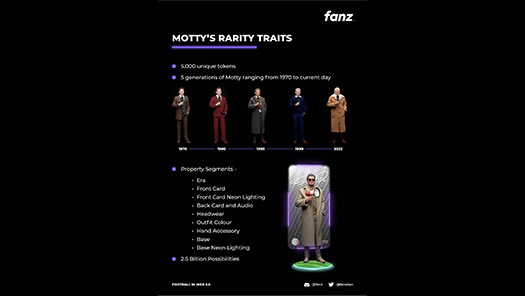 fanz
MOTTY'S RARITY TRAITS
5,000 unique tokens
5 generations of Motty ranging from 1970 to current day
1970 1980 1990 1999 2022
Property Segments -
Era
Front Card
Front Card Neon Lighting
Back Card and Audio
Headwear
Outfit Colour
Hand Accessory
Base
Base Neon Lighting
2.5 Billion Possibilities
FOOTBALL IN WEB 3.0